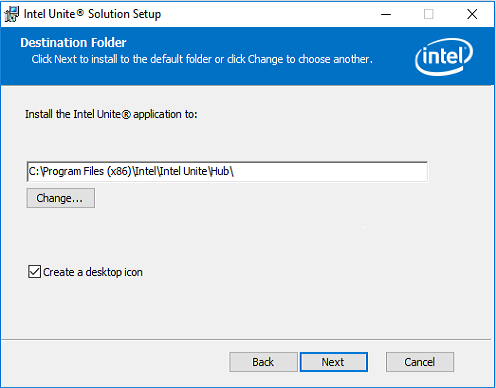 Intel Unite® Solution Setup
Destination Folder
Click Next to install to the default folder or click Change to choose another.
intel
Install the Intel Unite® application to:
C:\Program Files (x86)\Intel\Intel Unite\Hub\
Change...
Create a desktop icon
Back
Next
Cancel